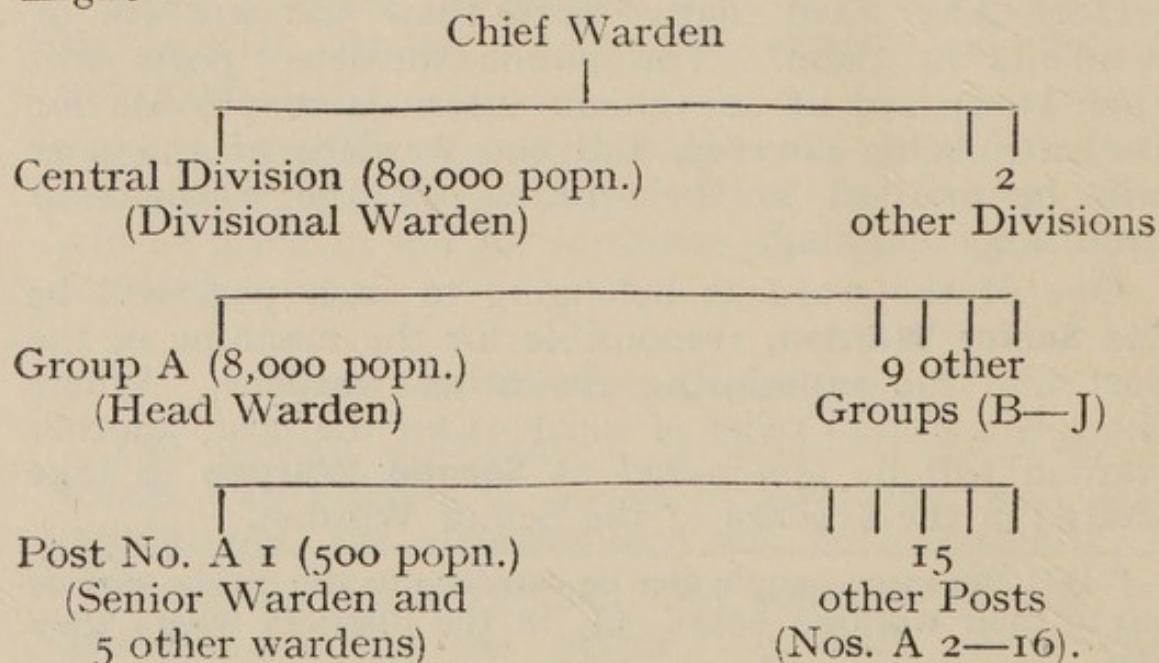 Chief Warden
Central Division (80,000 popn.)
(Divisional Warden)
2
other Divisions
Group A (8,000 popn.)
(Head Warden)
9 other
Groups (B—J)
Post No. A 1 (500 popn.)
(Senior Warden and
5 other wardens)
15
other Posts
(Nos. A 2—16).